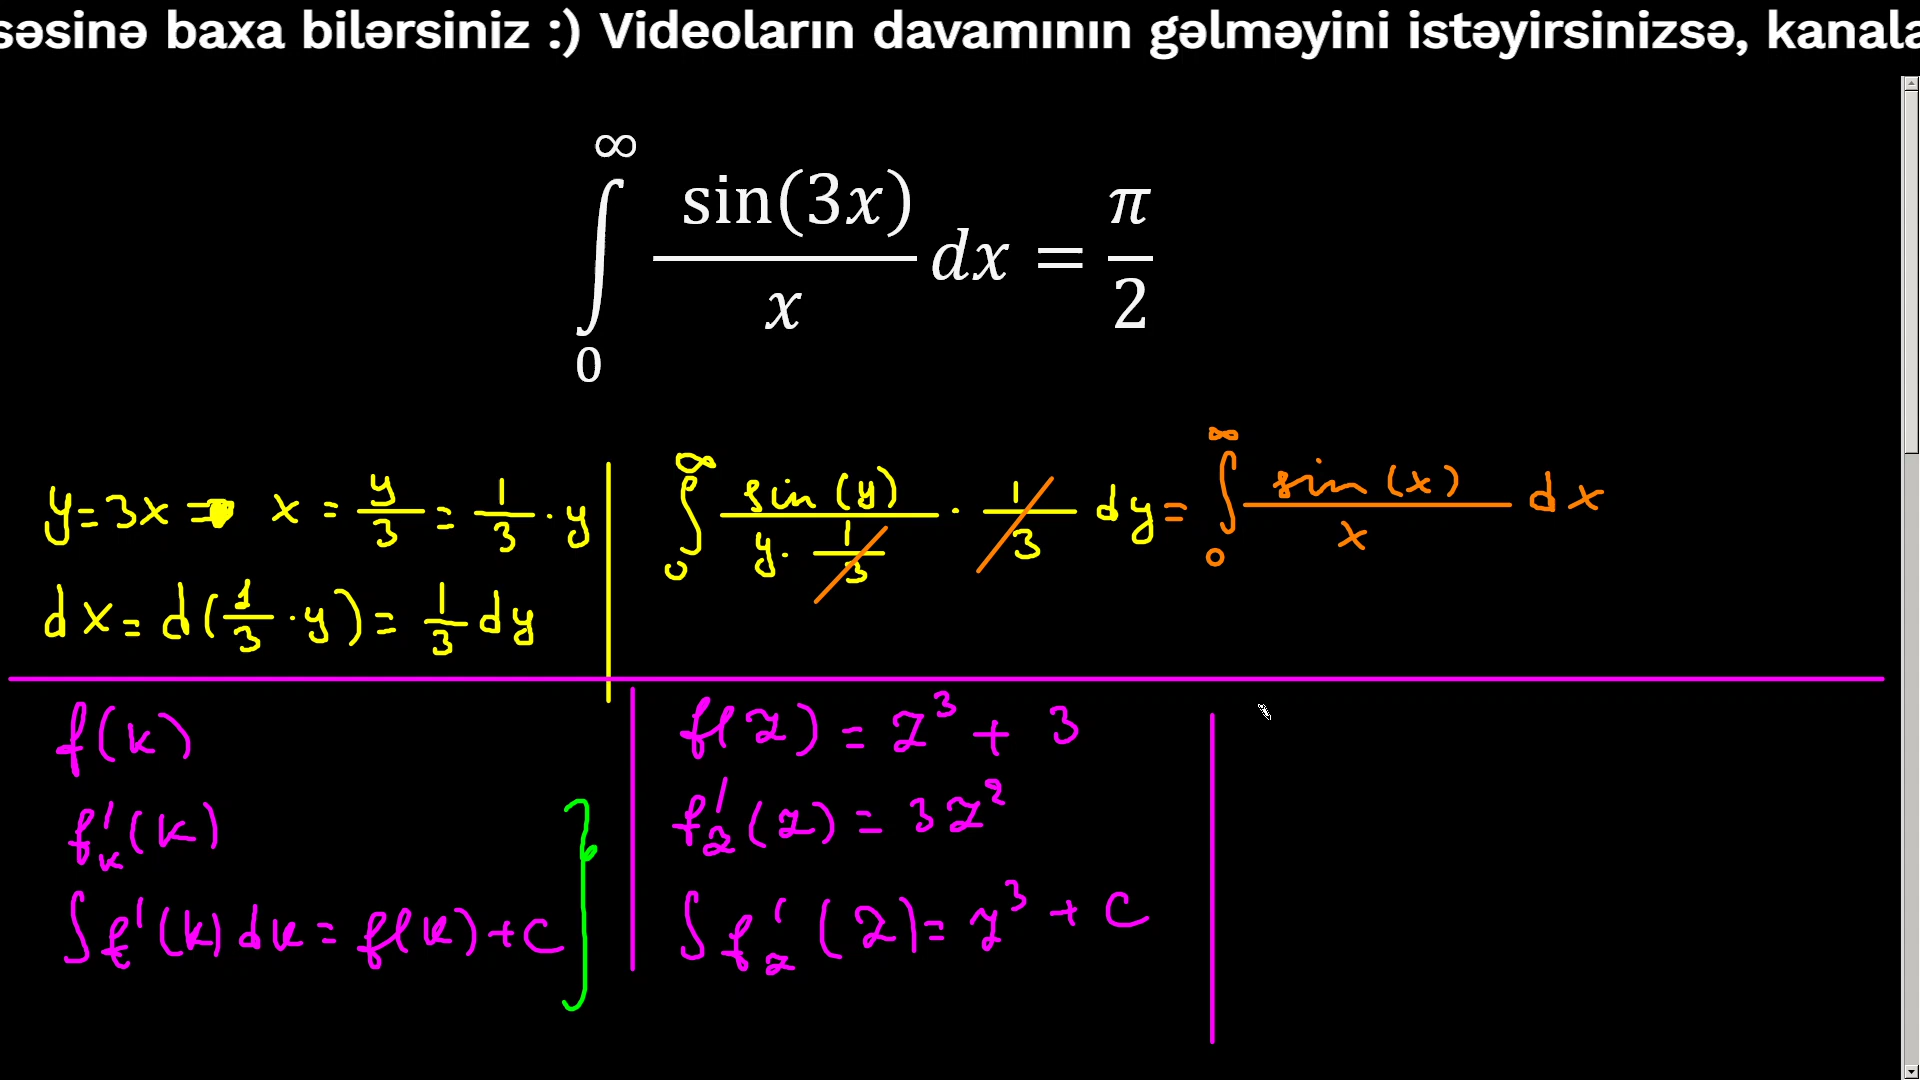 səsinə baxa bilərsiniz :) Videoların davamının gəlməyini istəyirsinizsə, kanala
∫₀^∞ sin(3x)/x dx = π/2
y = 3x ⇒ x = y/3 = 1/3 · y
dx = d(1/3 · y) = 1/3 dy
∫₀^∞ sin(y)/(y · 1/3) · 1/3 dy = ∫₀^∞ sin(x)/x dx
f(k)
f'ₖ(k)
∫f'(k)dk = f(k) + C
f(z) = z³ + 3
f'_z(z) = 3z²
∫f'_z(z) = z³ + C